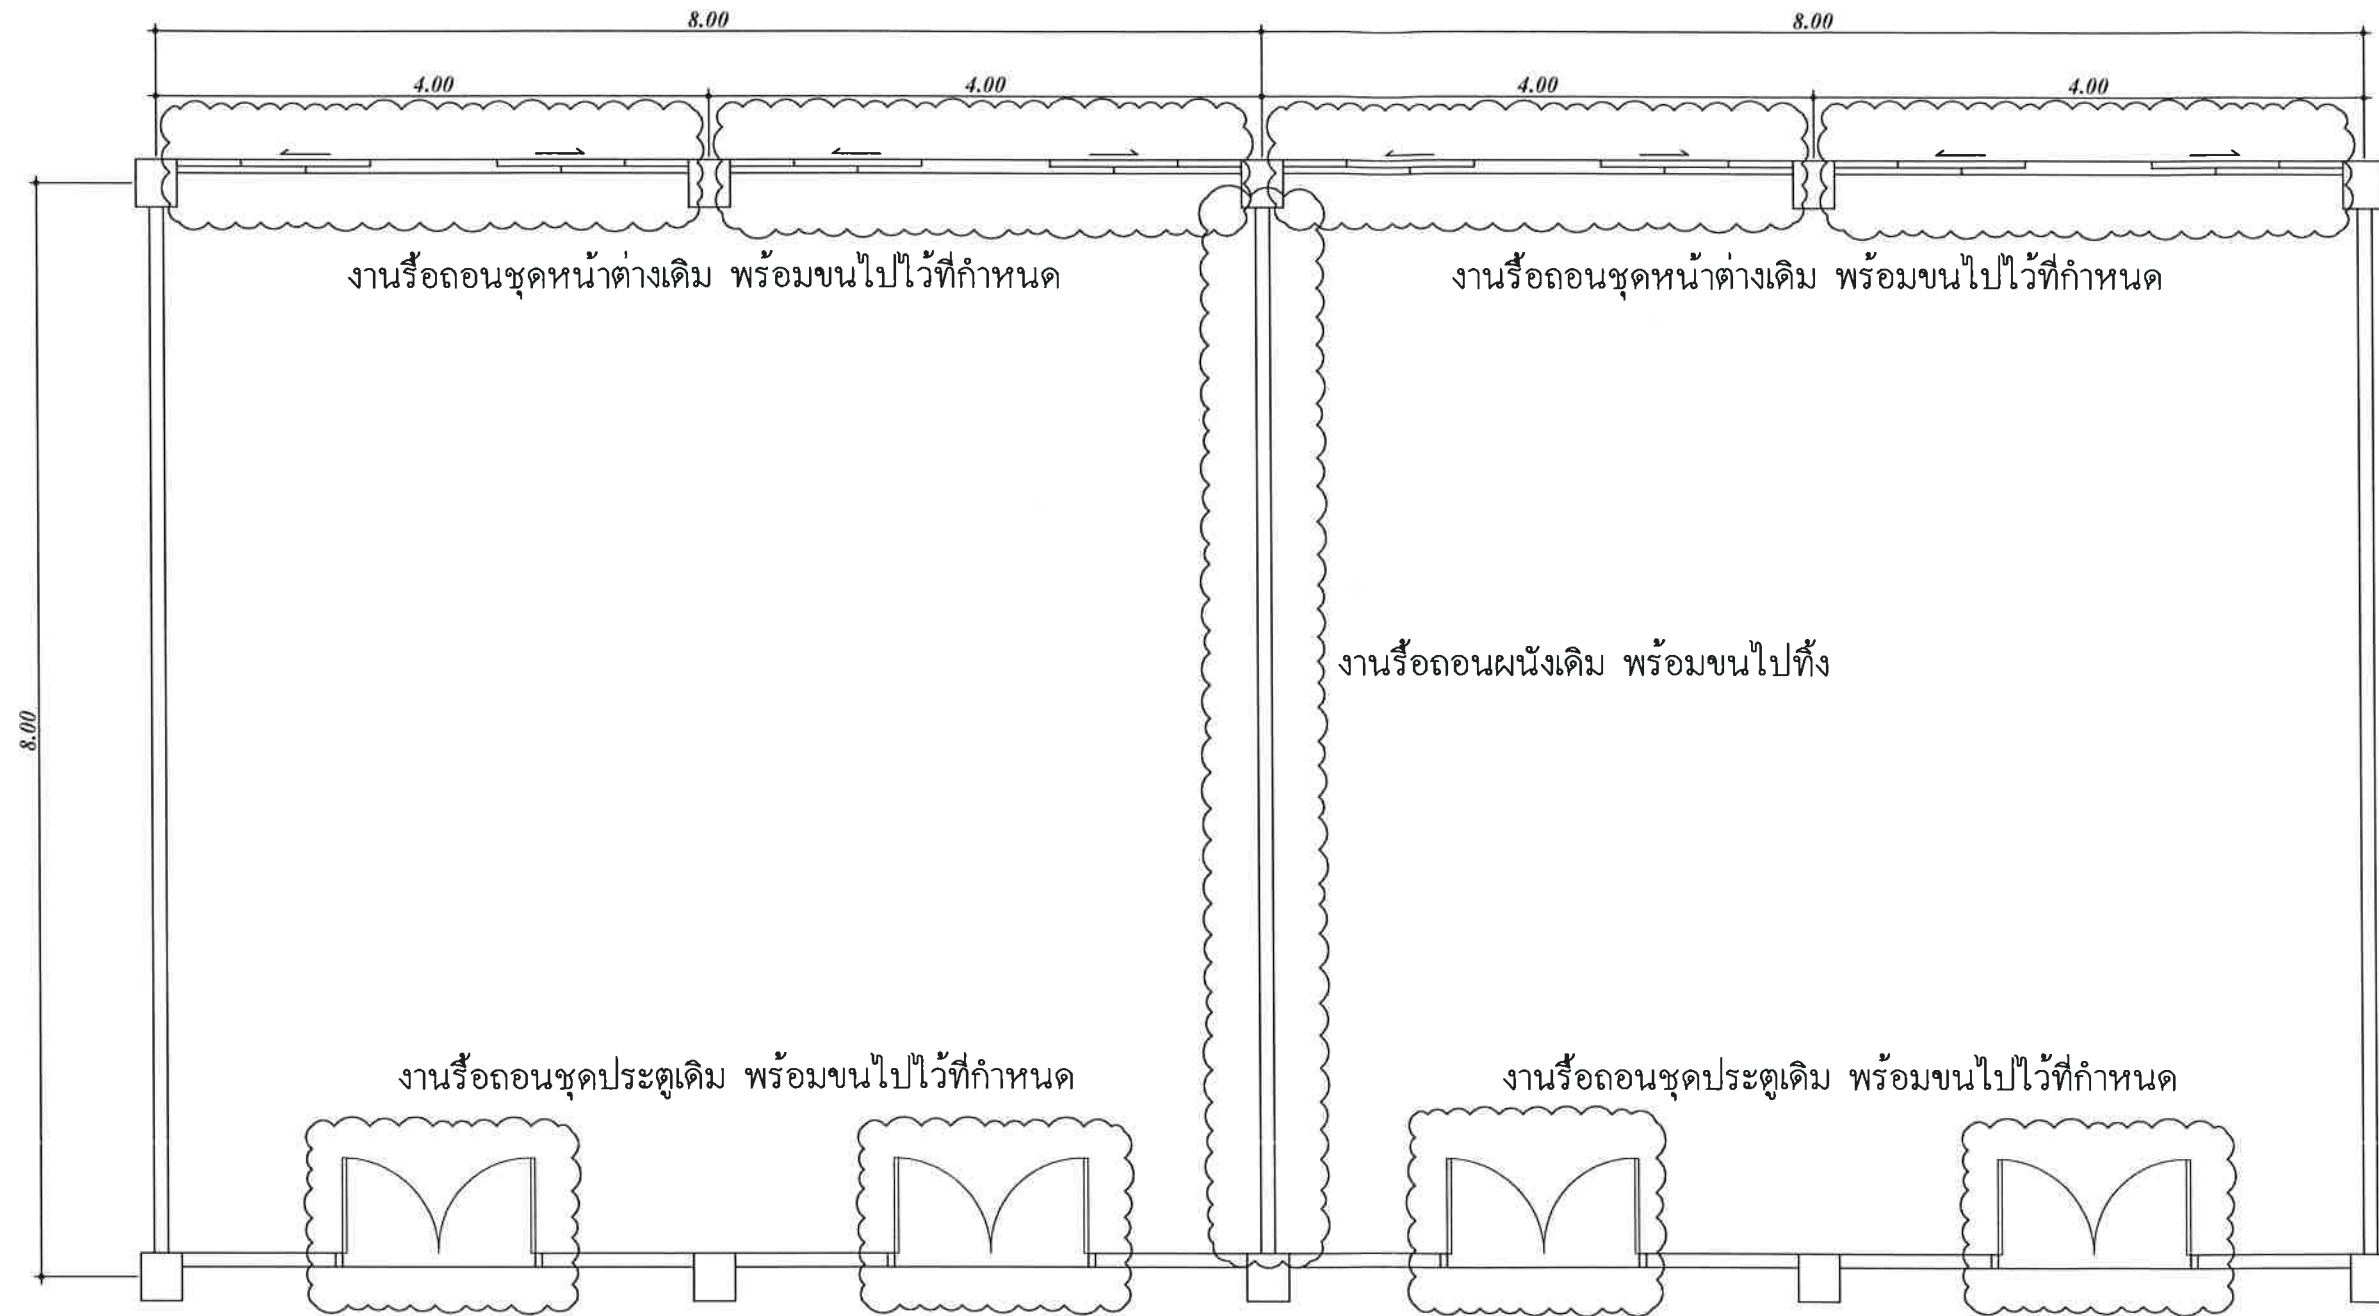 8.00
8.00
4.00
4.00
4.00
4.00
งานรื้อถอนชุดหน้าต่างเดิม พร้อมขนไปไว้ที่กำหนด
งานรื้อถอนชุดหน้าต่างเดิม พร้อมขนไปไว้ที่กำหนด
งานรื้อถอนผนังเดิม พร้อมขนไปทิ้ง
8.00
งานรื้อถอนชุดประตูเดิม พร้อมขนไปไว้ที่กำหนด
งานรื้อถอนชุดประตูเดิม พร้อมขนไปไว้ที่กำหนด